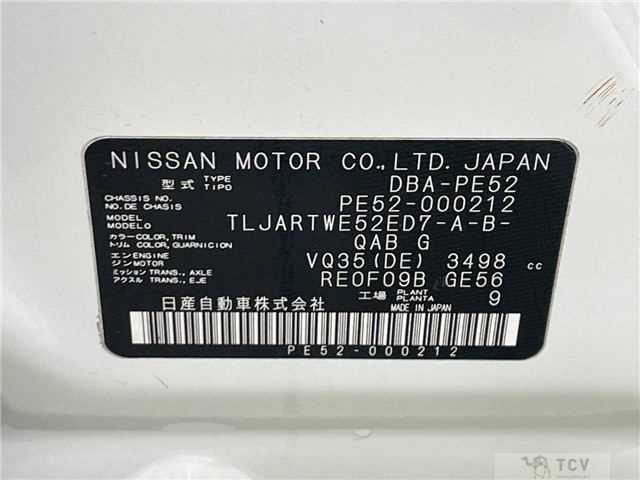 NISSAN MOTOR CO.,LTD. JAPAN
型式 TYPE TIPO DBA-PE52
CHASSIS NO. NO.DE CHASIS PE52-000212
MODEL MODELO TLJARTWE52ED7-A-B-
COLOR, TRIM カラー トリム COLOR, GUARNICION QAB G
エンジン ENGINE MOTOR VQ35(DE) 3498 cc
ミッション アクスル TRANS., AXLE TRANS., EJE RE0F09B GE56
工場 PLANT PLANTA 9
日産自動車株式会社 MADE IN JAPAN
PE52-000212
TCV